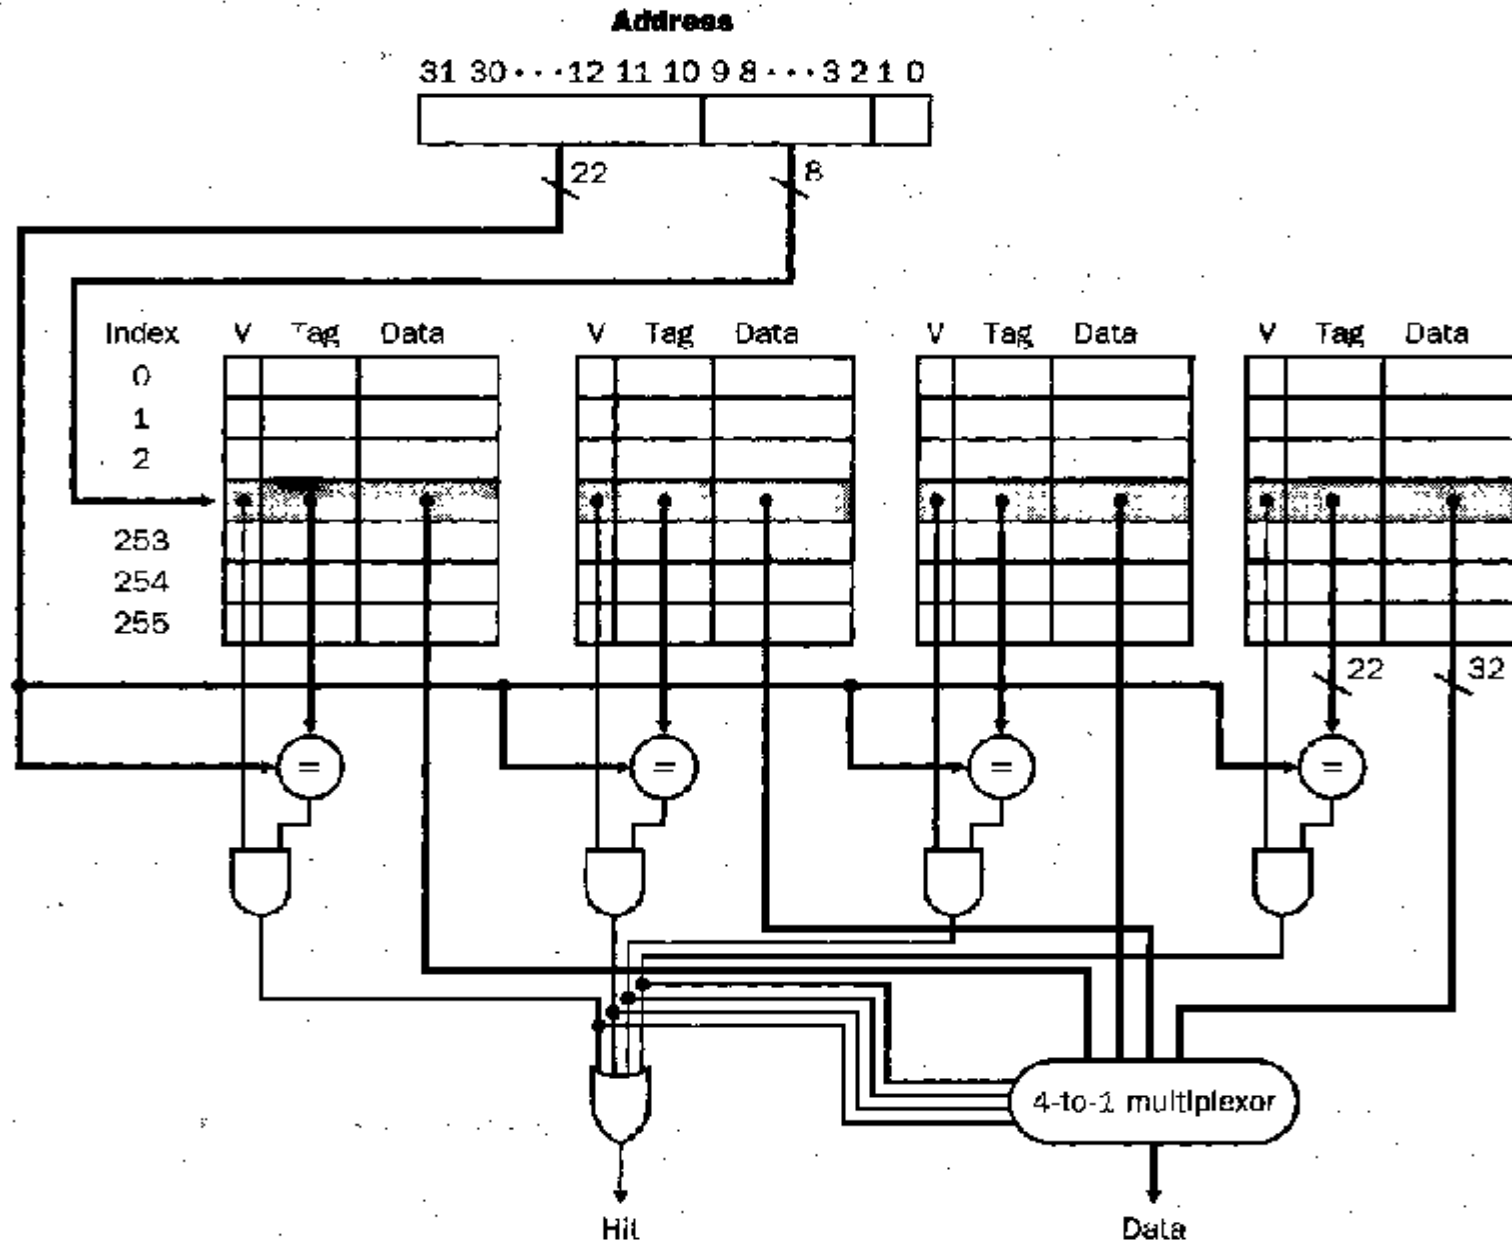 Address
31 30 · · · 12 11 10 9 8 · · · 3 2 1 0
22
8
Index V Tag Data V Tag Data V Tag Data V Tag Data
0
1
2
253
254
255
22
32
= = = =
4-to-1 multiplexor
Hit
Data